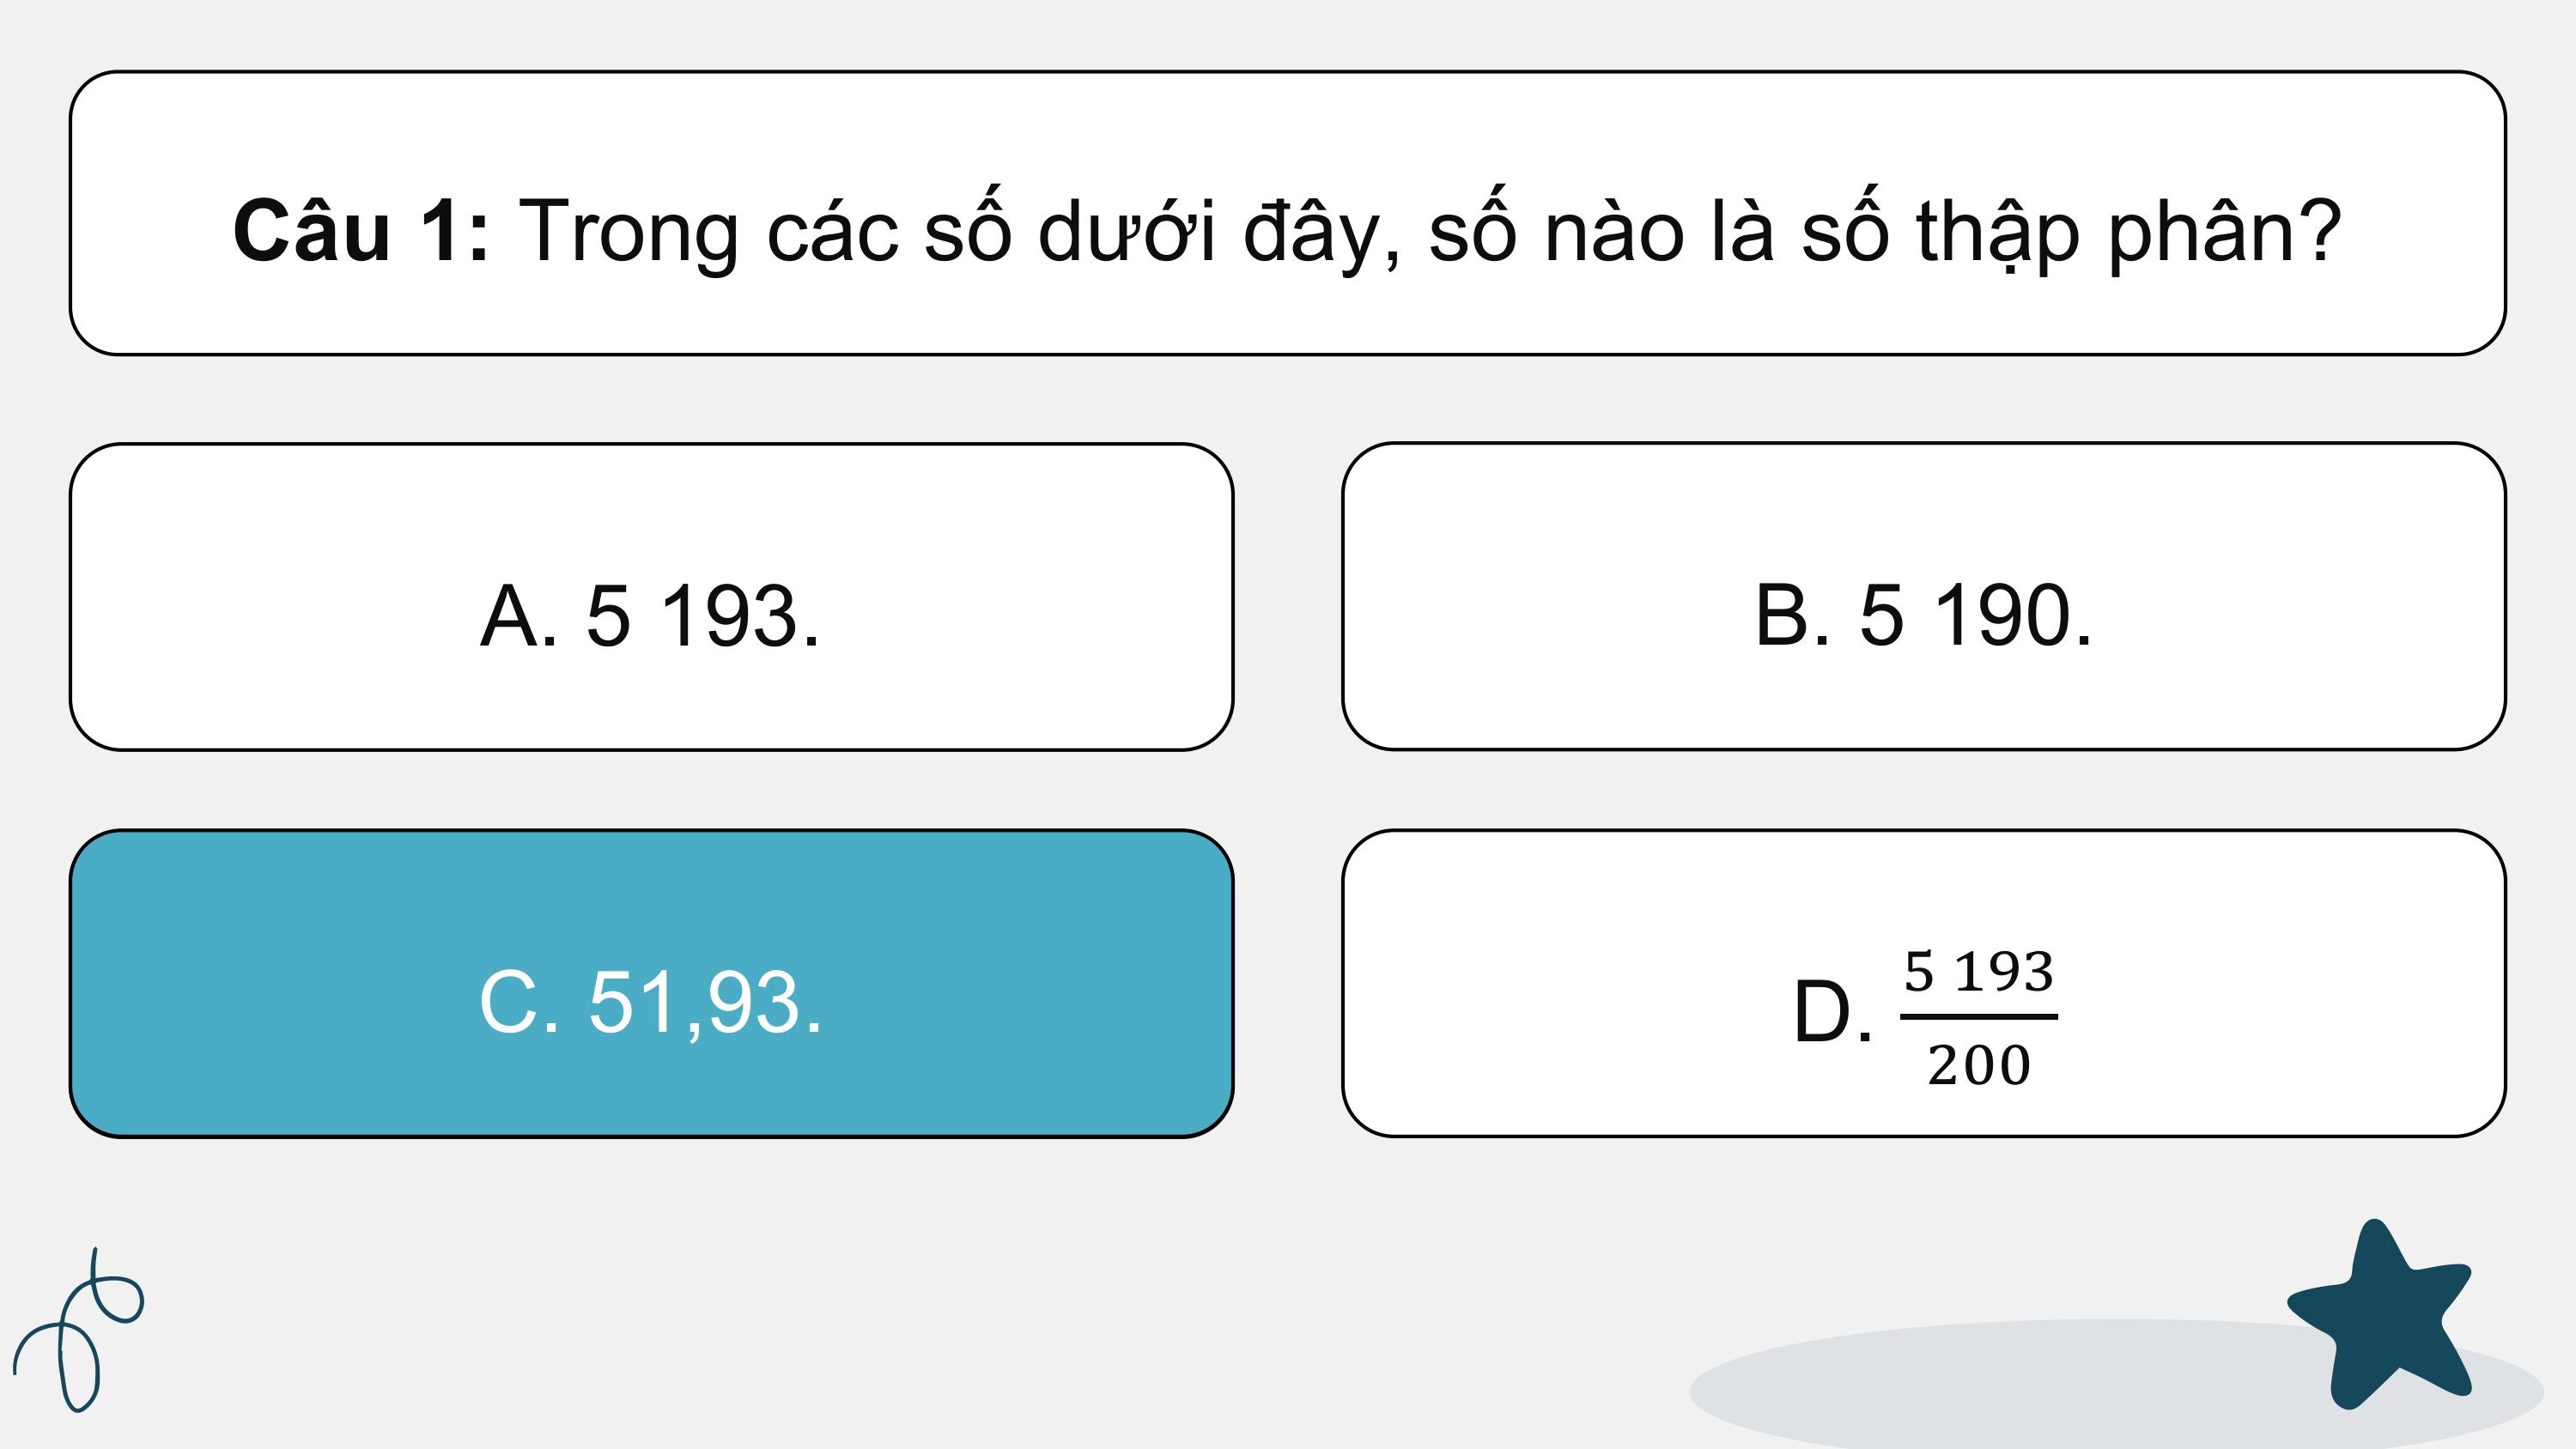 Câu 1: Trong các số dưới đây, số nào là số thập phân?
A. 5 193.
B. 5 190.
C. 51,93.
D. 5 193/200